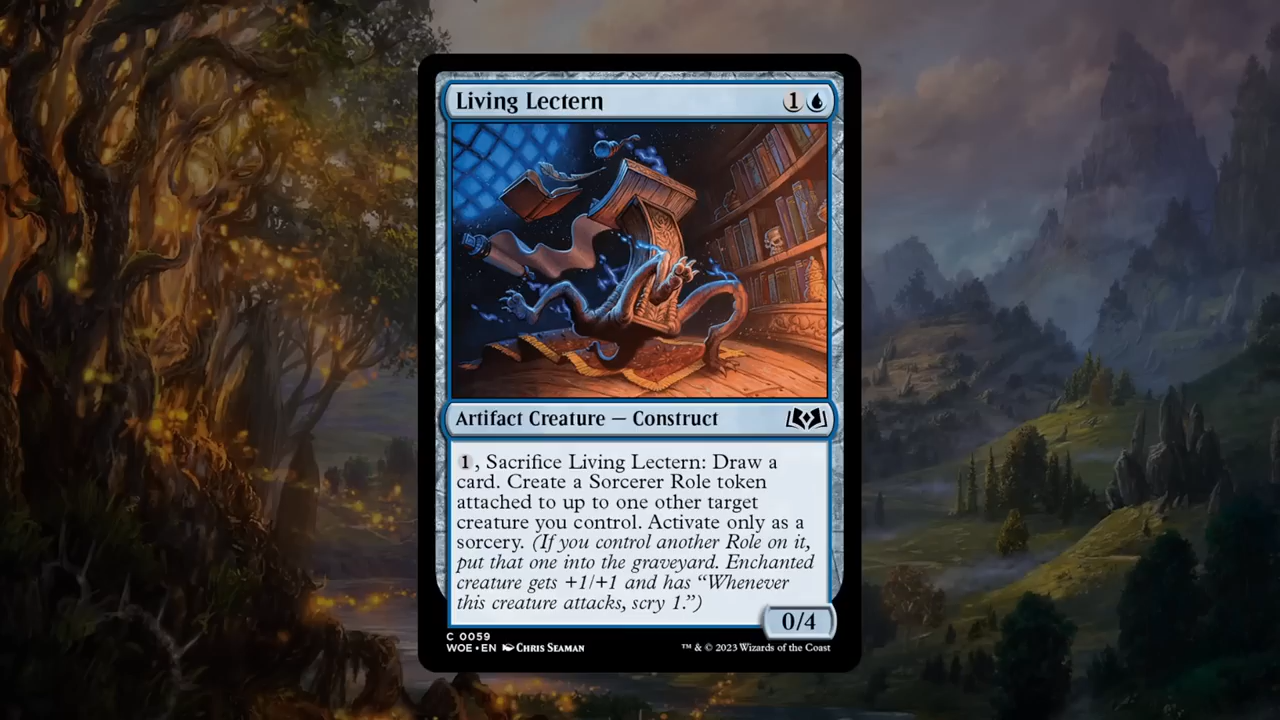 Living Lectern 1
Artifact Creature — Construct
1, Sacrifice Living Lectern: Draw a
card. Create a Sorcerer Role token
attached to up to one other target
creature you control. Activate only as a
sorcery. (If you control another Role on it,
put that one into the graveyard. Enchanted
creature gets +1/+1 and has “Whenever
this creature attacks, scry 1.”)
0/4
C 0059
WOE • EN Chris Seaman ™ & © 2023 Wizards of the Coast